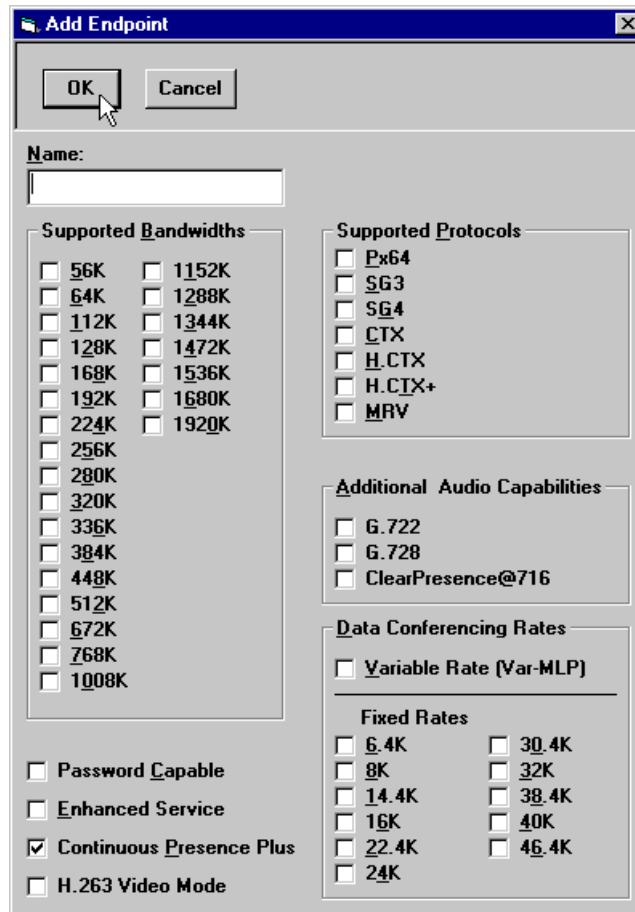 Add Endpoint
OK Cancel
Name:
Supported Bandwidths
56K 1152K
64K 1288K
112K 1344K
128K 1472K
168K 1536K
192K 1680K
224K 1920K
256K
280K
320K
336K
384K
448K
512K
672K
768K
1008K
Supported Protocols
Px64
SG3
SG4
CTX
H.CTX
H.CTX+
MRV
Additional Audio Capabilities
G.722
G.728
ClearPresence@716
Data Conferencing Rates
Variable Rate (Var-MLP)
Fixed Rates
6.4K 30.4K
8K 32K
14.4K 38.4K
16K 40K
22.4K 46.4K
24K
Password Capable
Enhanced Service
Continuous Presence Plus
H.263 Video Mode